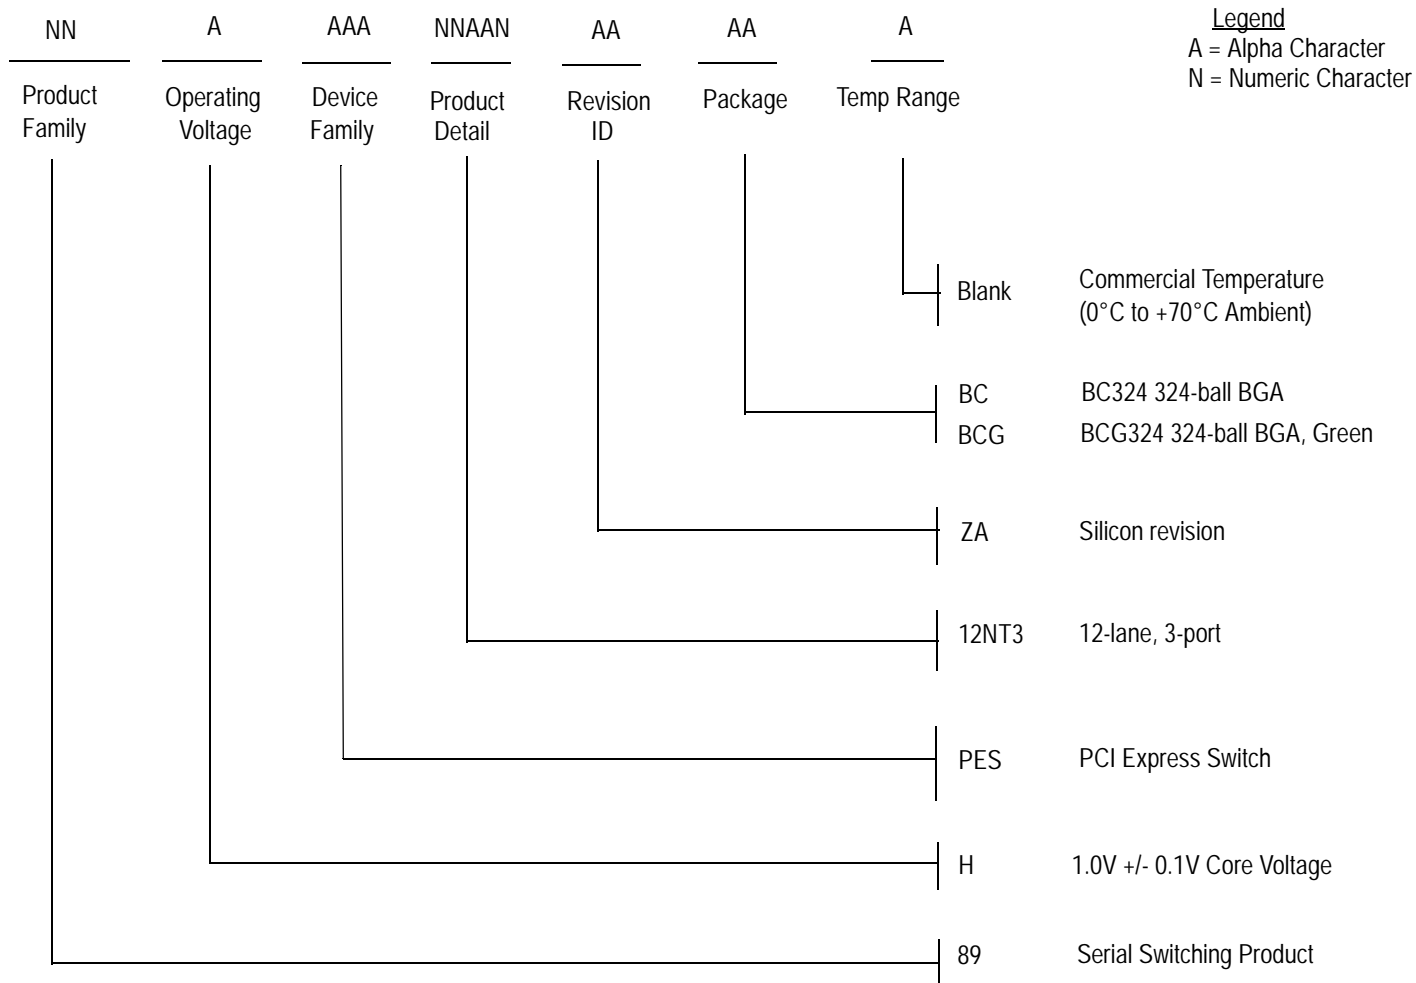 NN A AAA NNAAN AA AA A
Legend
A = Alpha Character
N = Numeric Character
Product Family
Operating Voltage
Device Family
Product Detail
Revision ID
Package
Temp Range
Blank Commercial Temperature
(0°C to +70°C Ambient)
BC BC324 324-ball BGA
BCG BCG324 324-ball BGA, Green
ZA Silicon revision
12NT3 12-lane, 3-port
PES PCI Express Switch
H 1.0V +/- 0.1V Core Voltage
89 Serial Switching Product